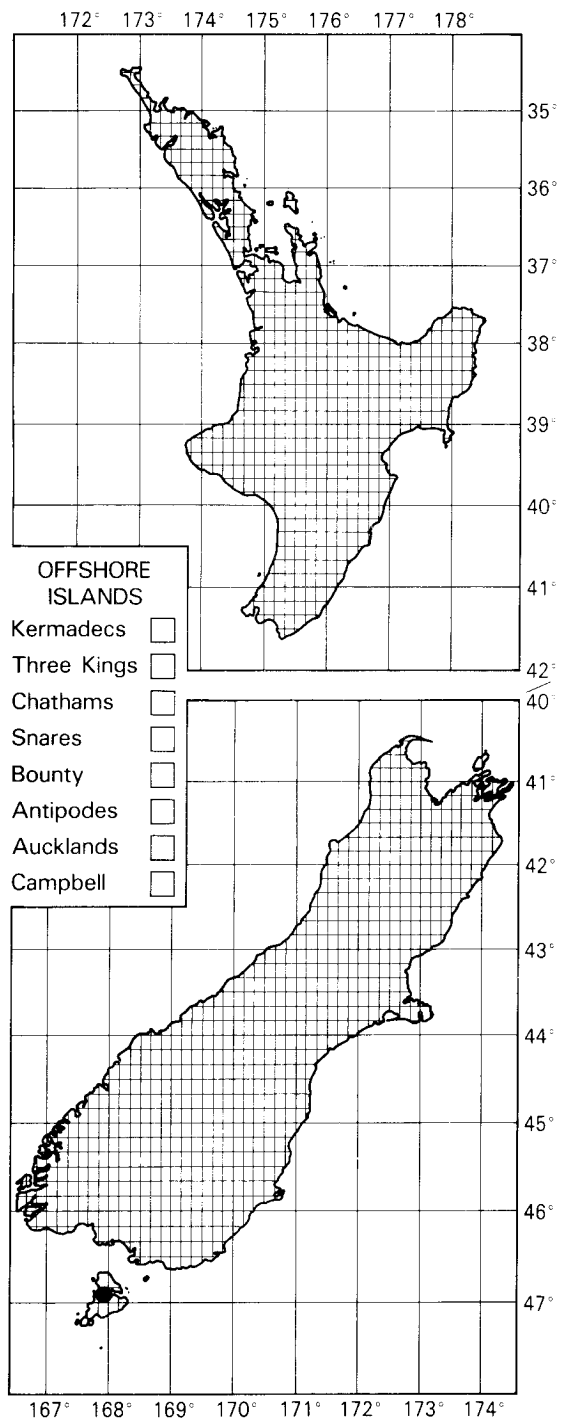 172° 173° 174° 175° 176° 177° 178°
35°
36°
37°
38°
39°
40°
41°
42°
OFFSHORE
ISLANDS
Kermadecs
Three Kings
Chathams
Snares
Bounty
Antipodes
Aucklands
Campbell
40°
41°
42°
43°
44°
45°
46°
47°
167° 168° 169° 170° 171° 172° 173° 174°